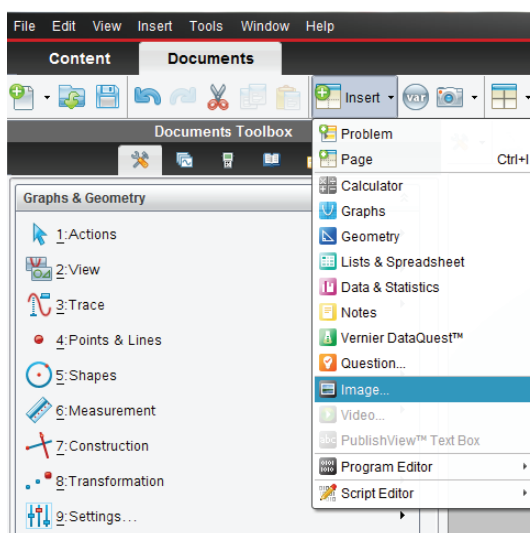 File Edit View Insert Tools Window Help
Content Documents
Insert var
Documents Toolbox
Graphs & Geometry
1:Actions
2:View
3:Trace
4:Points & Lines
5:Shapes
6:Measurement
7:Construction
8:Transformation
9:Settings...
Problem
Page Ctrl+I
Calculator
Graphs
Geometry
Lists & Spreadsheet
Data & Statistics
Notes
Vernier DataQuest™
Question...
Image...
Video...
abc PublishView™ Text Box
Program Editor
Script Editor